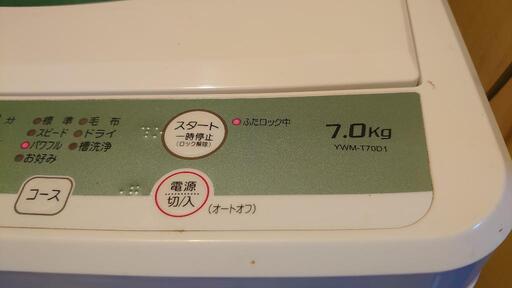 分
標準
毛布
スピード
ドライ
パワフル
槽洗浄
お好み
コース
スタート
一時停止
(ロック解除)
ふたロック中
電源
切/入
(オートオフ)
7.0Kg
YWM-T70D1